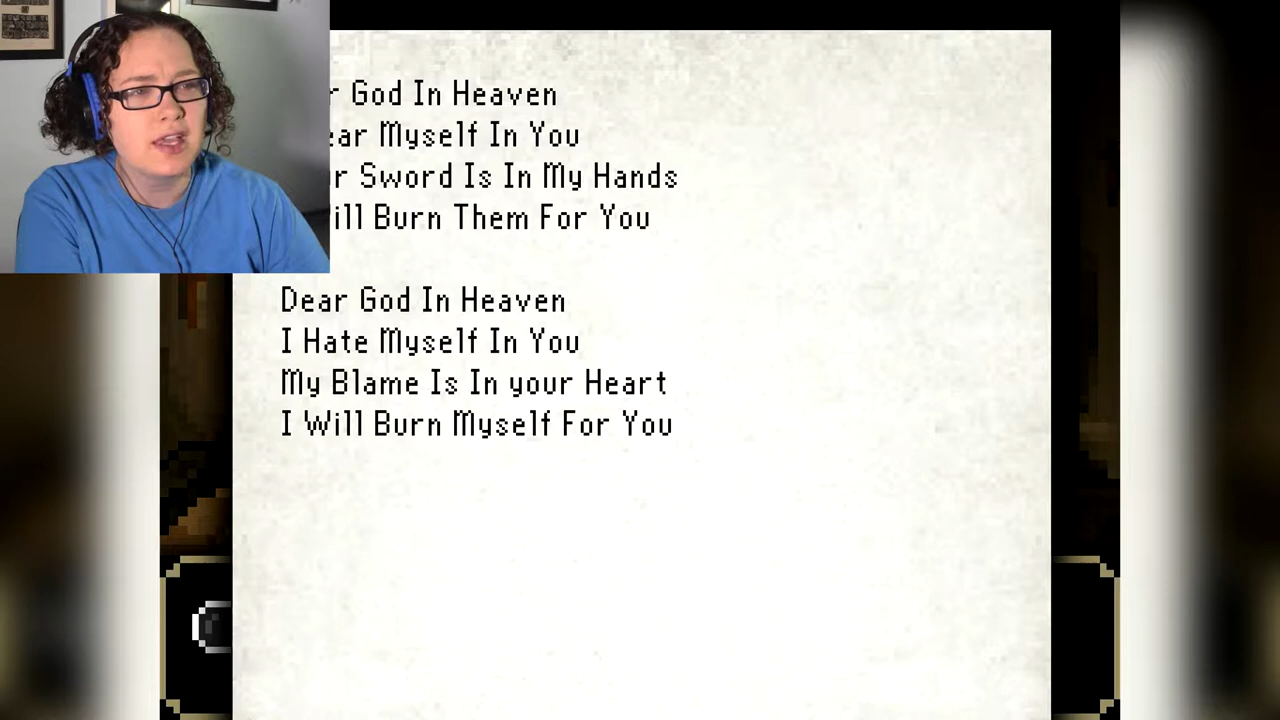 God In Heaven
Myself In You
Sword Is In My Hands
Will Burn Them For You
Dear God In Heaven
I Hate Myself In You
My Blame Is In your Heart
I Will Burn Myself For You